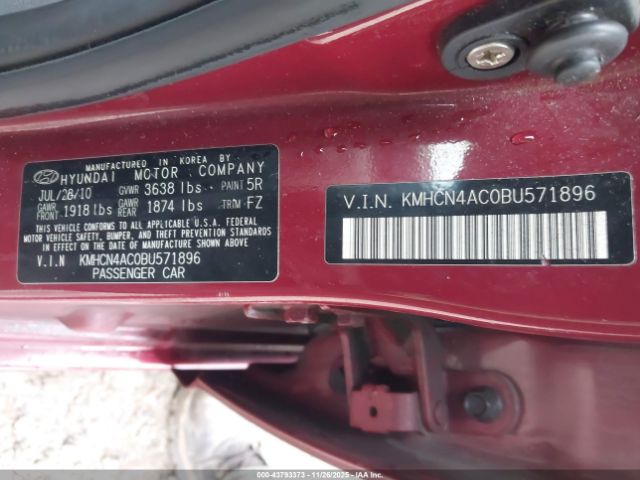 MANUFACTURED IN KOREA BY
HYUNDAI MOTOR COMPANY
JUL/28/10 GVWR 3638 lbs PAINT 5R
GAWR FRONT 1918 lbs GAWR REAR 1874 lbs TRIM FZ
THIS VEHICLE CONFORMS TO ALL APPLICABLE U.S.A. FEDERAL
MOTOR VEHICLE SAFETY, BUMPER, AND THEFT PREVENTION STANDARDS
IN EFFECT ON THE DATE OF MANUFACTURE SHOWN ABOVE.
V.I.N KMHCN4AC0BU571896
PASSENGER CAR
V.I.N. KMHCN4AC0BU571896
000-43793373 - 11/26/2025 - WWW.IAAI.COM